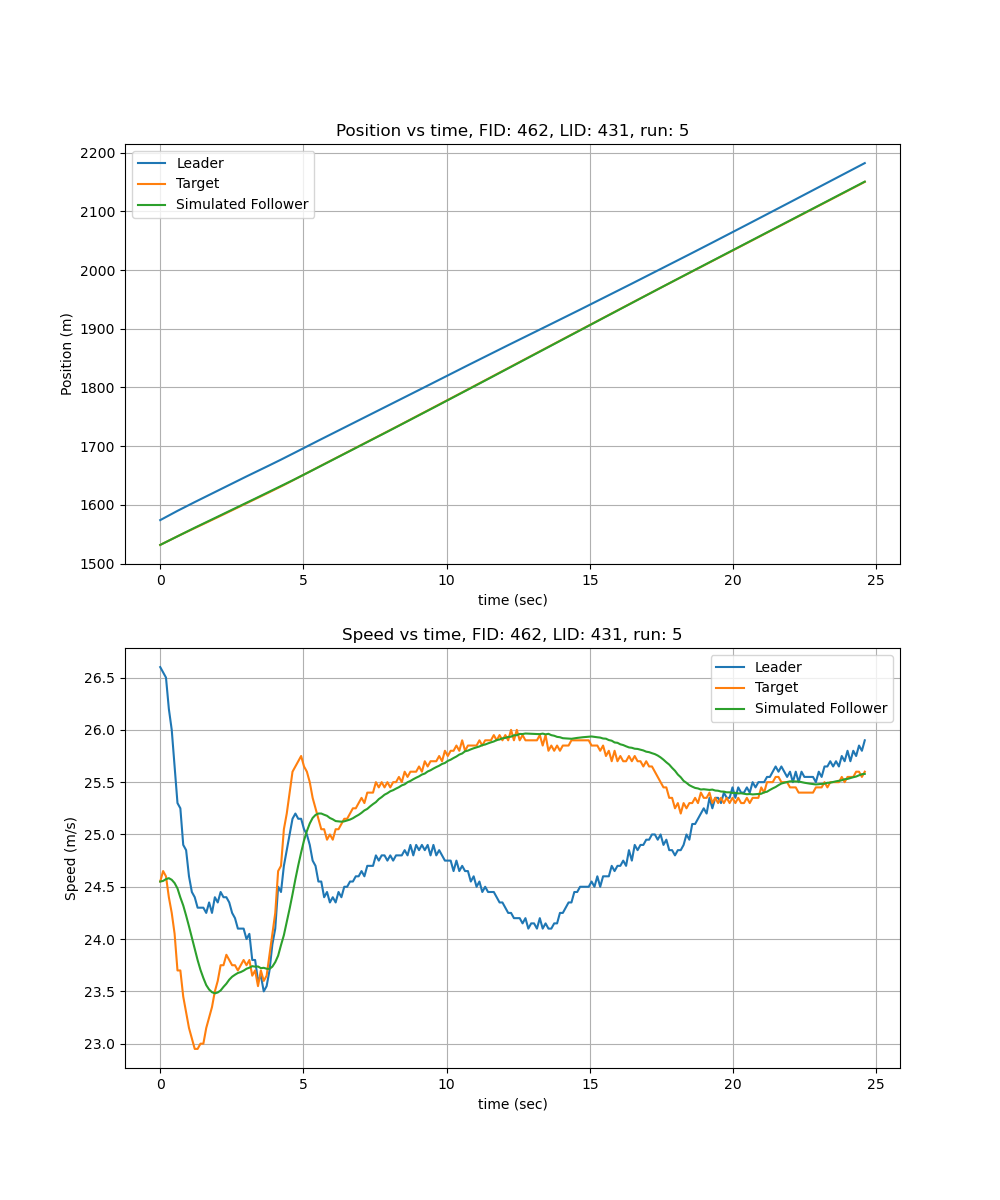 Position vs time, FID: 462, LID: 431, run: 5
Leader
Target
Simulated Follower
2200
2100
2000
1900
1800
1700
1600
1500
Position (m)
0 5 10 15 20 25
time (sec)
Speed vs time, FID: 462, LID: 431, run: 5
Leader
Target
Simulated Follower
26.5
26.0
25.5
25.0
24.5
24.0
23.5
23.0
Speed (m/s)
0 5 10 15 20 25
time (sec)